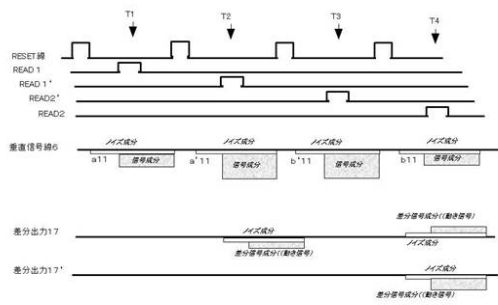 T1 T2 T3 T4
RESET線
READ 1
READ 1'
READ2'
READ2
垂直信号線6
ノイズ成分 ノイズ成分 ノイズ成分 ノイズ成分
a11 信号成分 a'11 信号成分 b'11 信号成分 b11 信号成分
差分信号成分((動き信号)
差分出力17 ノイズ成分 ノイズ成分
差分信号成分((動き信号)
差分出力17' ノイズ成分
差分信号成分((動き信号)